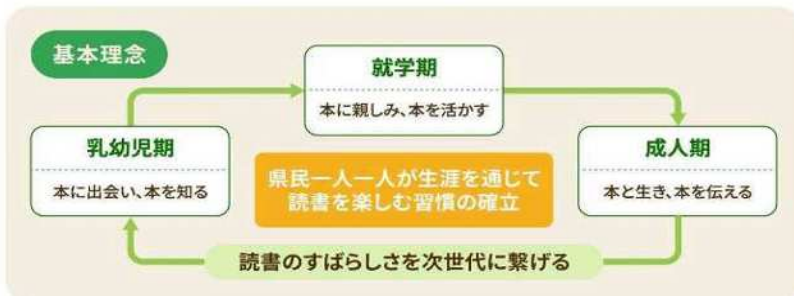 基本理念
就学期
本に親しみ、本を活かす
乳幼児期
本に出会い、本を知る
県民一人一人が生涯を通じて
読書を楽しむ習慣の確立
成人期
本と生き、本を伝える
読書のすばらしさを次世代に繋げる